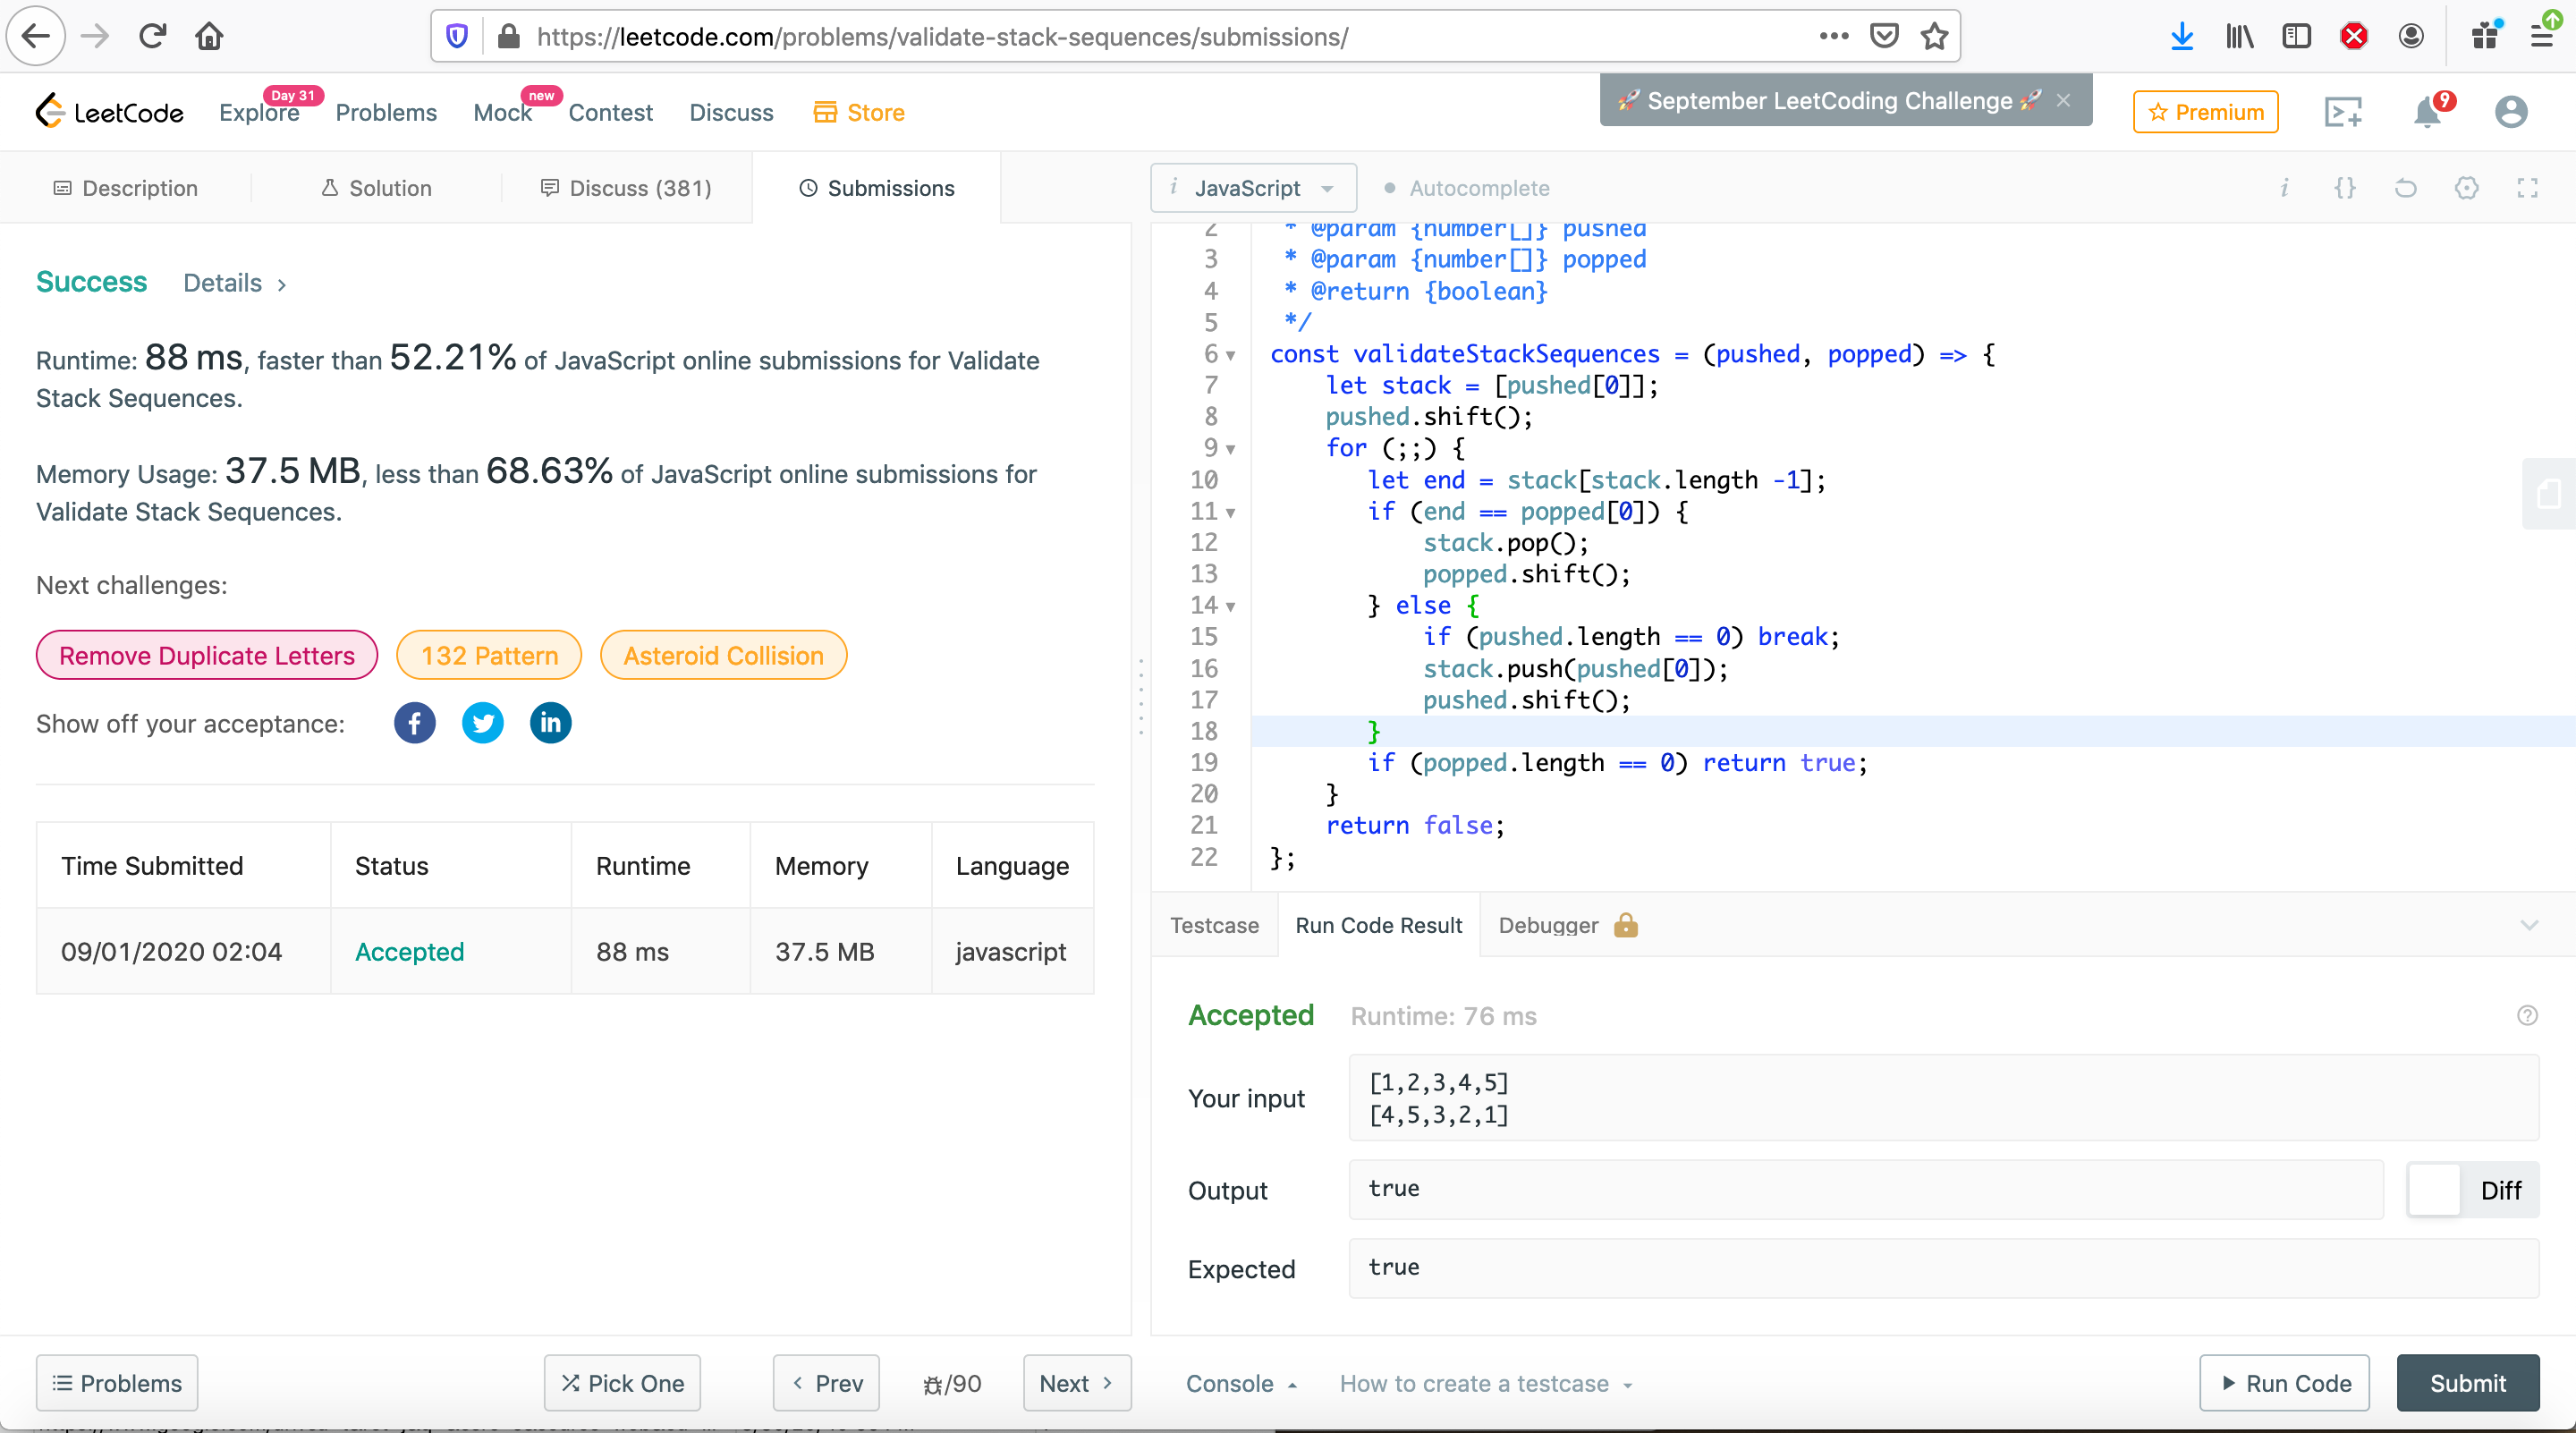 https://leetcode.com/problems/validate-stack-sequences/submissions/
LeetCode
Explore
Day 31
Problems
Mock
new
Contest
Discuss
Store
🚀 September LeetCoding Challenge 🚀
Premium
9
Description
Solution
Discuss (381)
Submissions
Success
Details
Runtime: 88 ms, faster than 52.21% of JavaScript online submissions for Validate
Stack Sequences.
Memory Usage: 37.5 MB, less than 68.63% of JavaScript online submissions for
Validate Stack Sequences.
Next challenges:
Remove Duplicate Letters
132 Pattern
Asteroid Collision
Show off your acceptance:
Time Submitted Status Runtime Memory Language
09/01/2020 02:04 Accepted 88 ms 37.5 MB javascript
i JavaScript
Autocomplete
2 * @param {number[]} pushed
3 * @param {number[]} popped
4 * @return {boolean}
5 */
6 const validateStackSequences = (pushed, popped) => {
7 let stack = [pushed[0]];
8 pushed.shift();
9 for (;;) {
10 let end = stack[stack.length -1];
11 if (end == popped[0]) {
12 stack.pop();
13 popped.shift();
14 } else {
15 if (pushed.length == 0) break;
16 stack.push(pushed[0]);
17 pushed.shift();
18 }
19 if (popped.length == 0) return true;
20 }
21 return false;
22 };
Testcase
Run Code Result
Debugger
Accepted Runtime: 76 ms
Your input
[1,2,3,4,5]
[4,5,3,2,1]
Output
true
Diff
Expected
true
Problems
Pick One
Prev
/90
Next
Console
How to create a testcase
Run Code
Submit